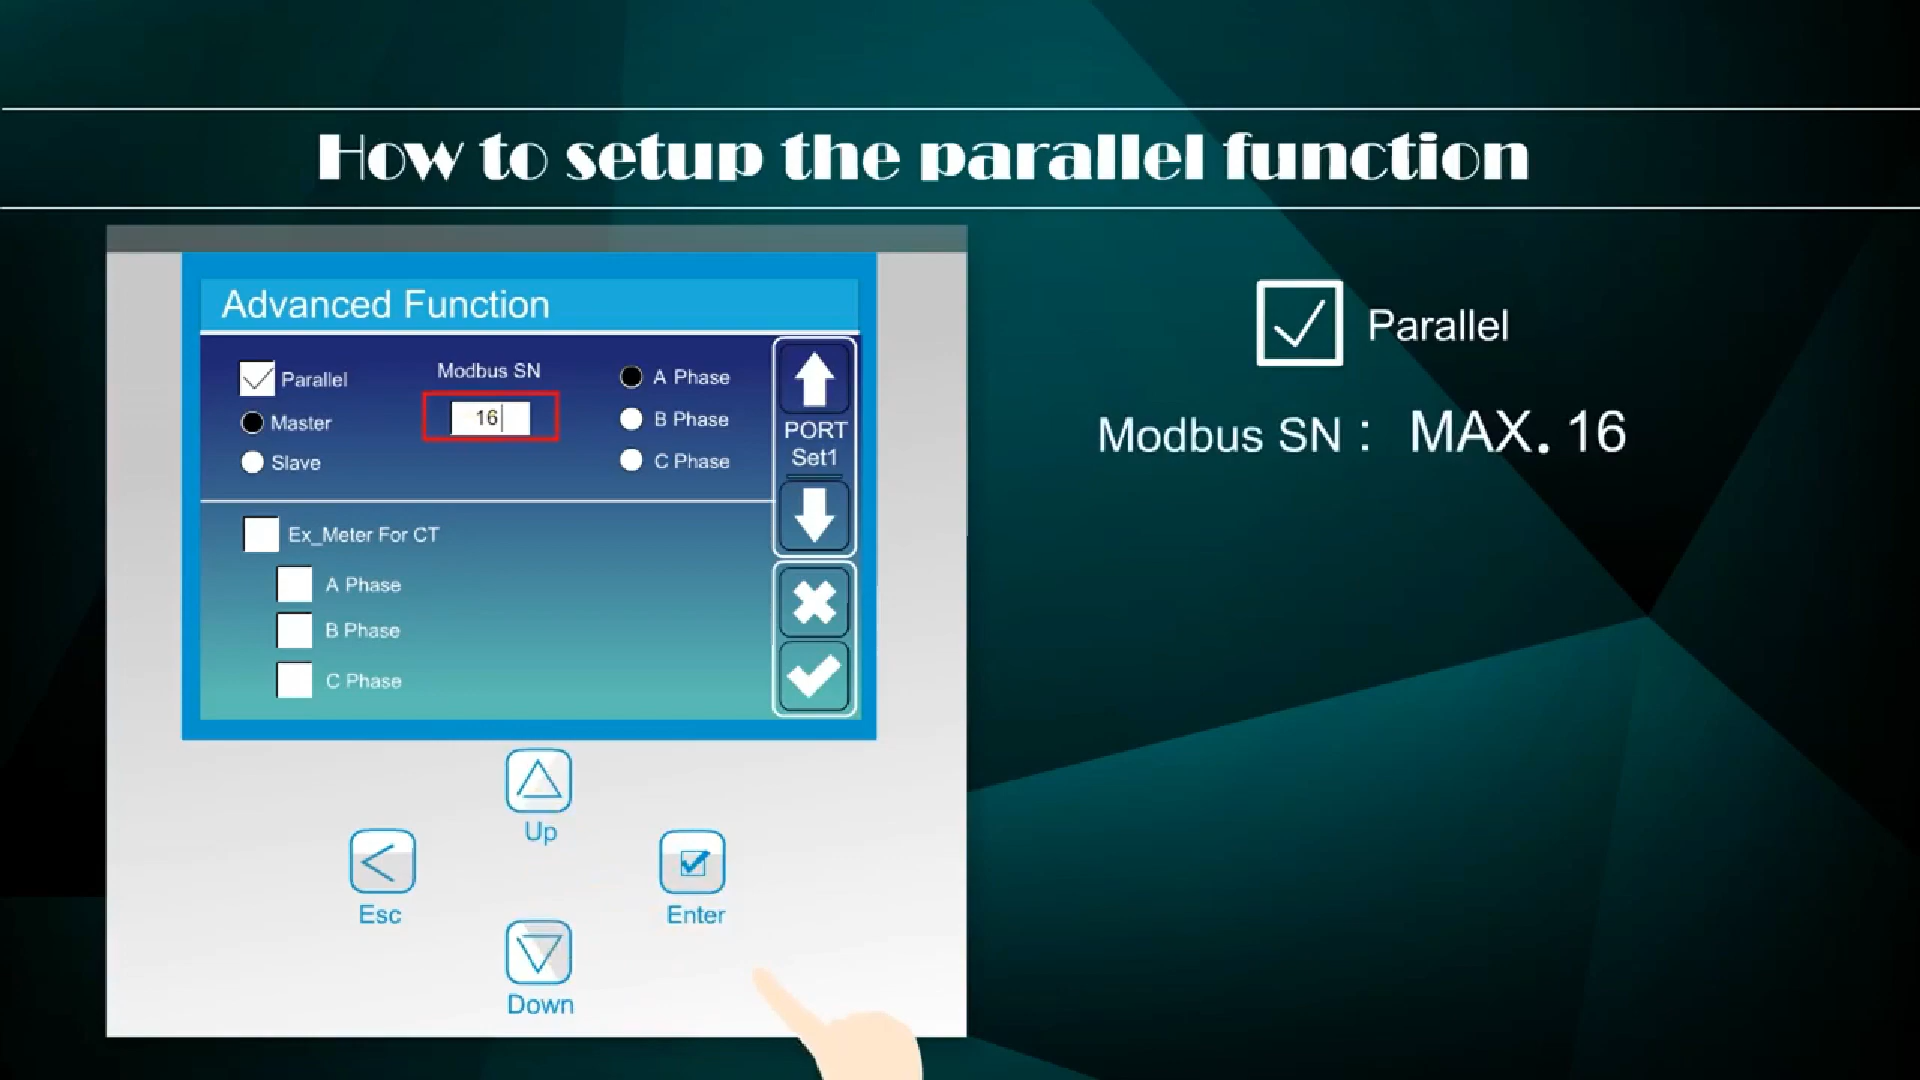 How to setup the parallel function
Advanced Function
Parallel
Master
Slave
Modbus SN
16
A Phase
B Phase
C Phase
PORT
Set1
Ex_Meter For CT
A Phase
B Phase
C Phase
Up
Esc
Enter
Down
Parallel
Modbus SN : MAX. 16